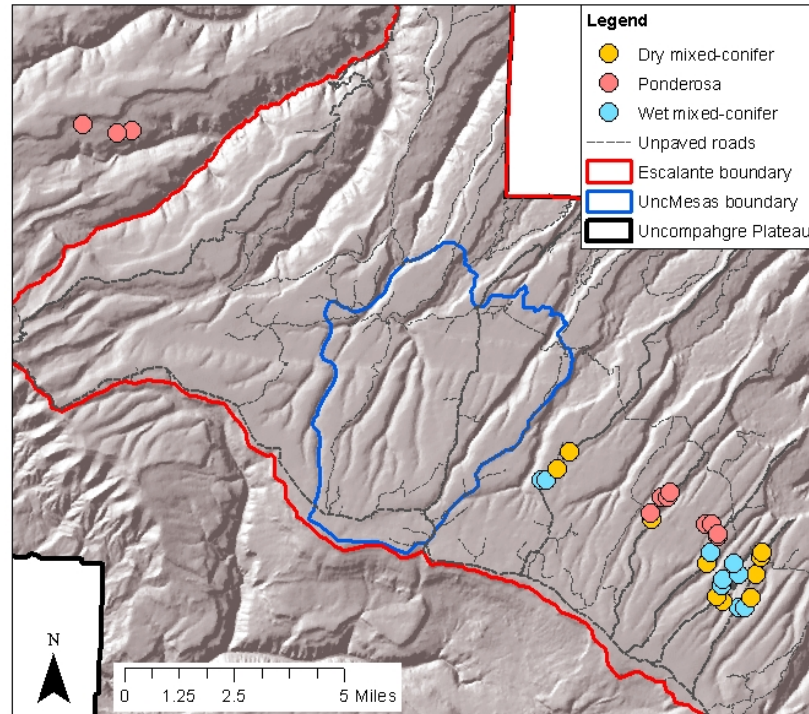 Legend
Dry mixed-conifer
Ponderosa
Wet mixed-conifer
Unpaved roads
Escalante boundary
UncMesas boundary
Uncompahgre Plateau
N
0 1.25 2.5 5 Miles